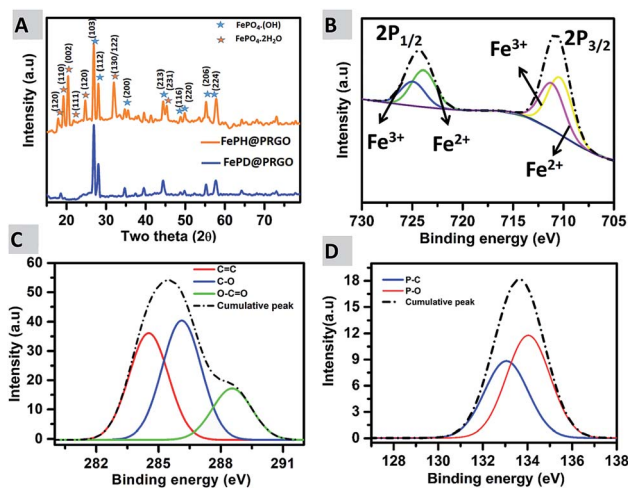 A
FePO₄.(OH)
FePO₄.2H₂O
(120)
(110)
(002)
(111)
(120)
(103)
(112)
(130/122)
(200)
(213)
(231)
(116)
(220)
(206)
(224)
FePH@PRGO
FePD@PRGO
Intensity (a.u)
20 30 40 50 60 70
Two theta (2θ)
B
2P1/2
2P3/2
Fe³⁺
Fe²⁺
Fe³⁺
Fe²⁺
Intensity (a.u)
730 725 720 715 710 705
Binding energy (eV)
C
C=C
C-O
O-C=O
Cumulative peak
Intensity (a.u)
60
50
40
30
20
10
0
282 285 288 291
Binding energy (eV)
D
P-C
P-O
Cumulative peak
Intensity(a.u)
18
15
12
9
6
3
0
128 130 132 134 136 138
Binding energy (eV)